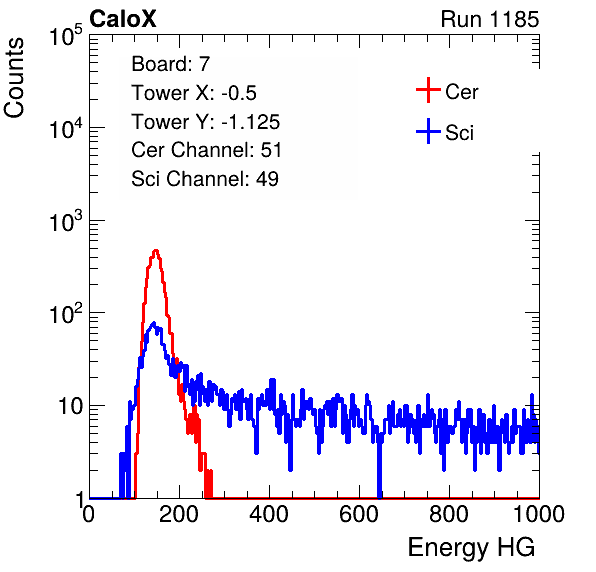 CaloX
Run 1185
Counts
Board: 7
Tower X: -0.5
Tower Y: -1.125
Cer Channel: 51
Sci Channel: 49
Cer
Sci
10^5
10^4
10^3
10^2
10
1
0 200 400 600 800 1000
Energy HG